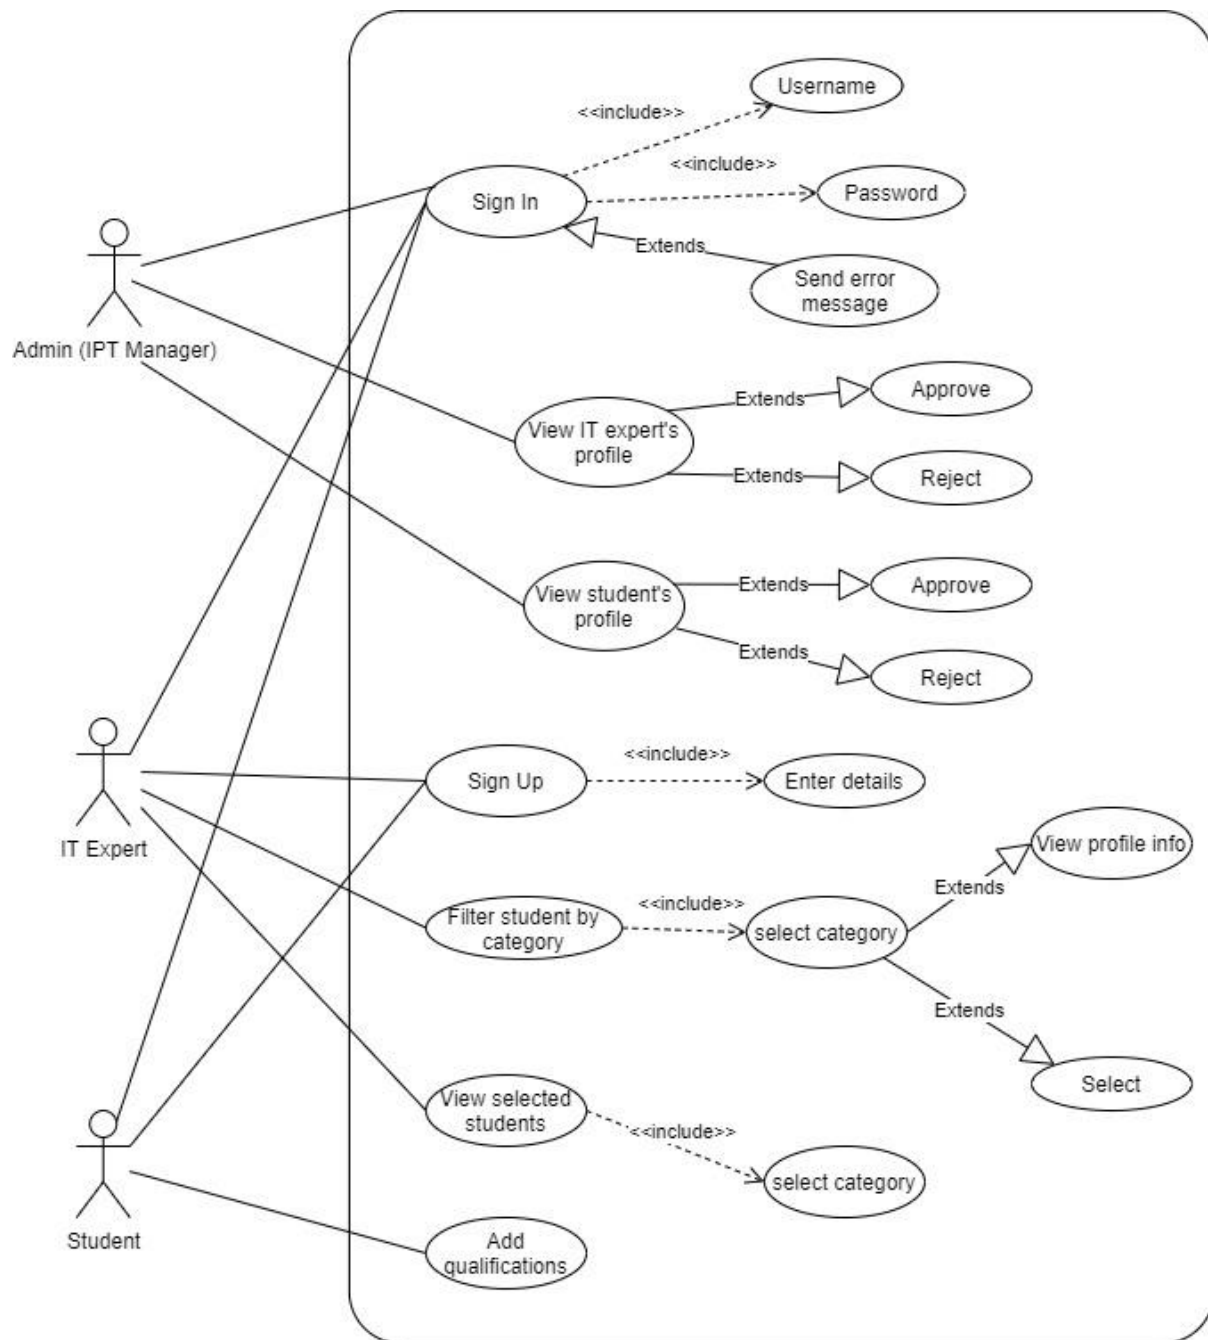 Username
<<include>>
<<include>>
Sign In
Password
Extends
Send error
message
Admin (IPT Manager)
Extends
Approve
View IT expert's
profile
Extends
Reject
Extends
Approve
View student's
profile
Extends
Reject
<<include>>
Sign Up
Enter details
IT Expert
View profile info
Extends
<<include>>
Filter student by
category
select category
Extends
Select
View selected
students
<<include>>
select category
Student
Add
qualifications